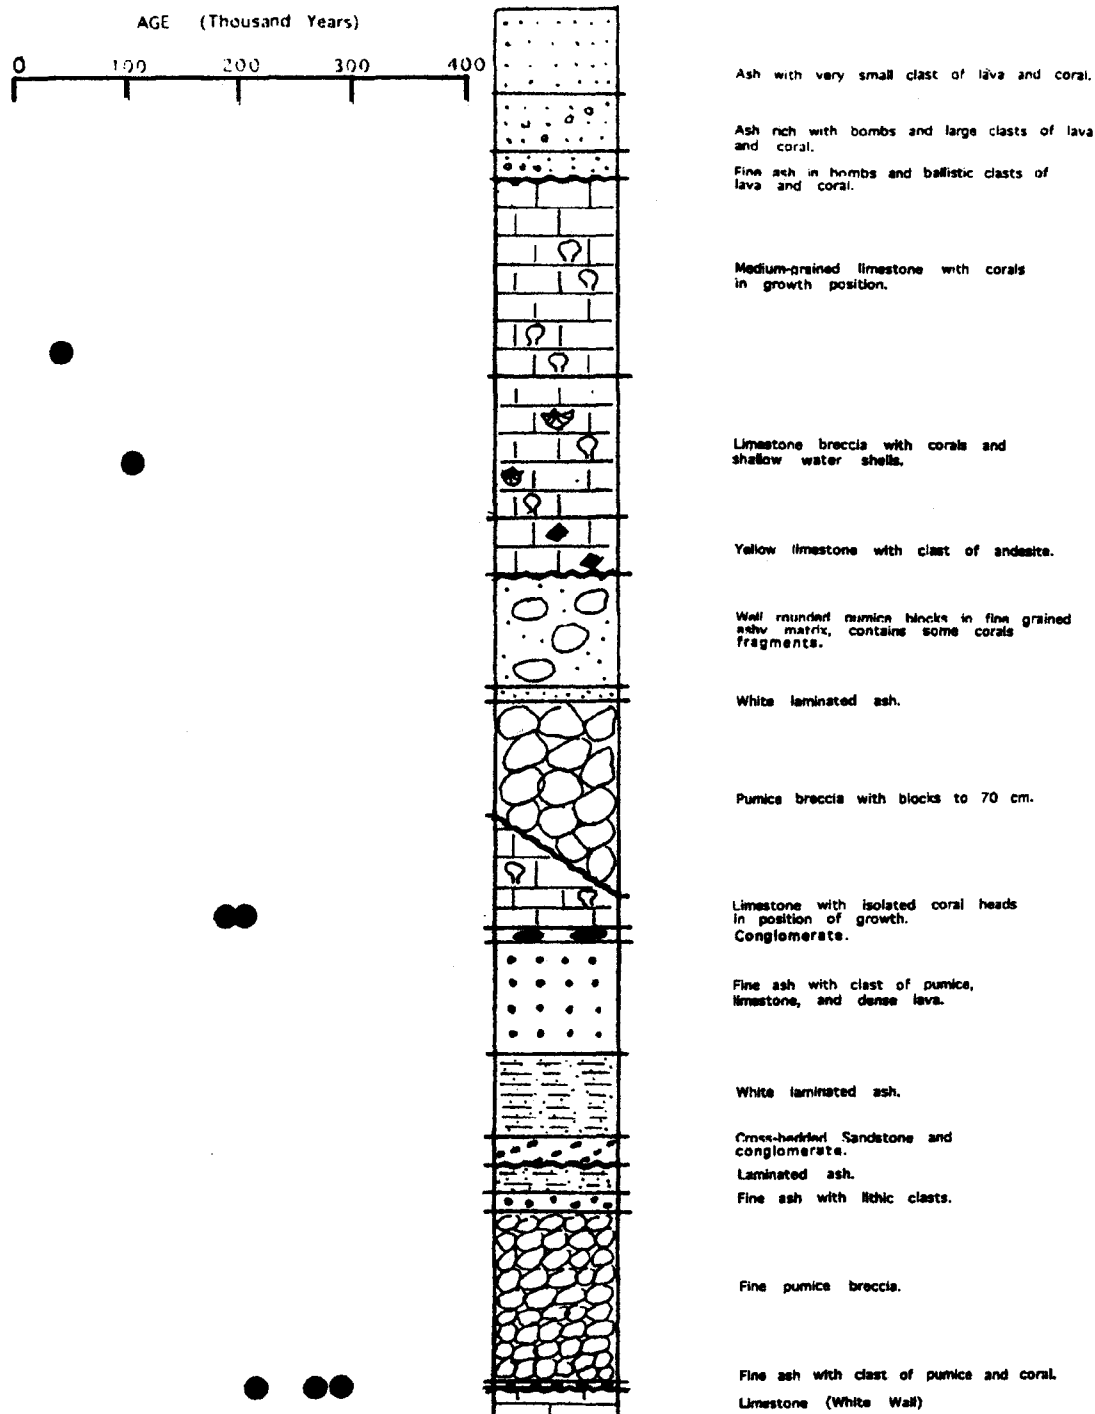 AGE (Thousand Years)
0 100 200 300 400
Ash with very small clast of lava and coral.
Ash rich with bombs and large clasts of lava
and coral.
Fine ash in bombs and ballistic clasts of
lava and coral.
Medium-grained limestone with corals
in growth position.
Limestone breccia with corals and
shallow water shells.
Yellow limestone with clast of andesite.
Well rounded pumice blocks in fine grained
ashy matrix, contains some corals
fragments.
White laminated ash.
Pumice breccia with blocks to 70 cm.
Limestone with isolated coral heads
in position of growth.
Conglomerate.
Fine ash with clast of pumice,
limestone, and dense lava.
White laminated ash.
Cross-bedded Sandstone and
conglomerate.
Laminated ash.
Fine ash with lithic clasts.
Fine pumice breccia.
Fine ash with clast of pumice and coral.
Limestone (White Wall)